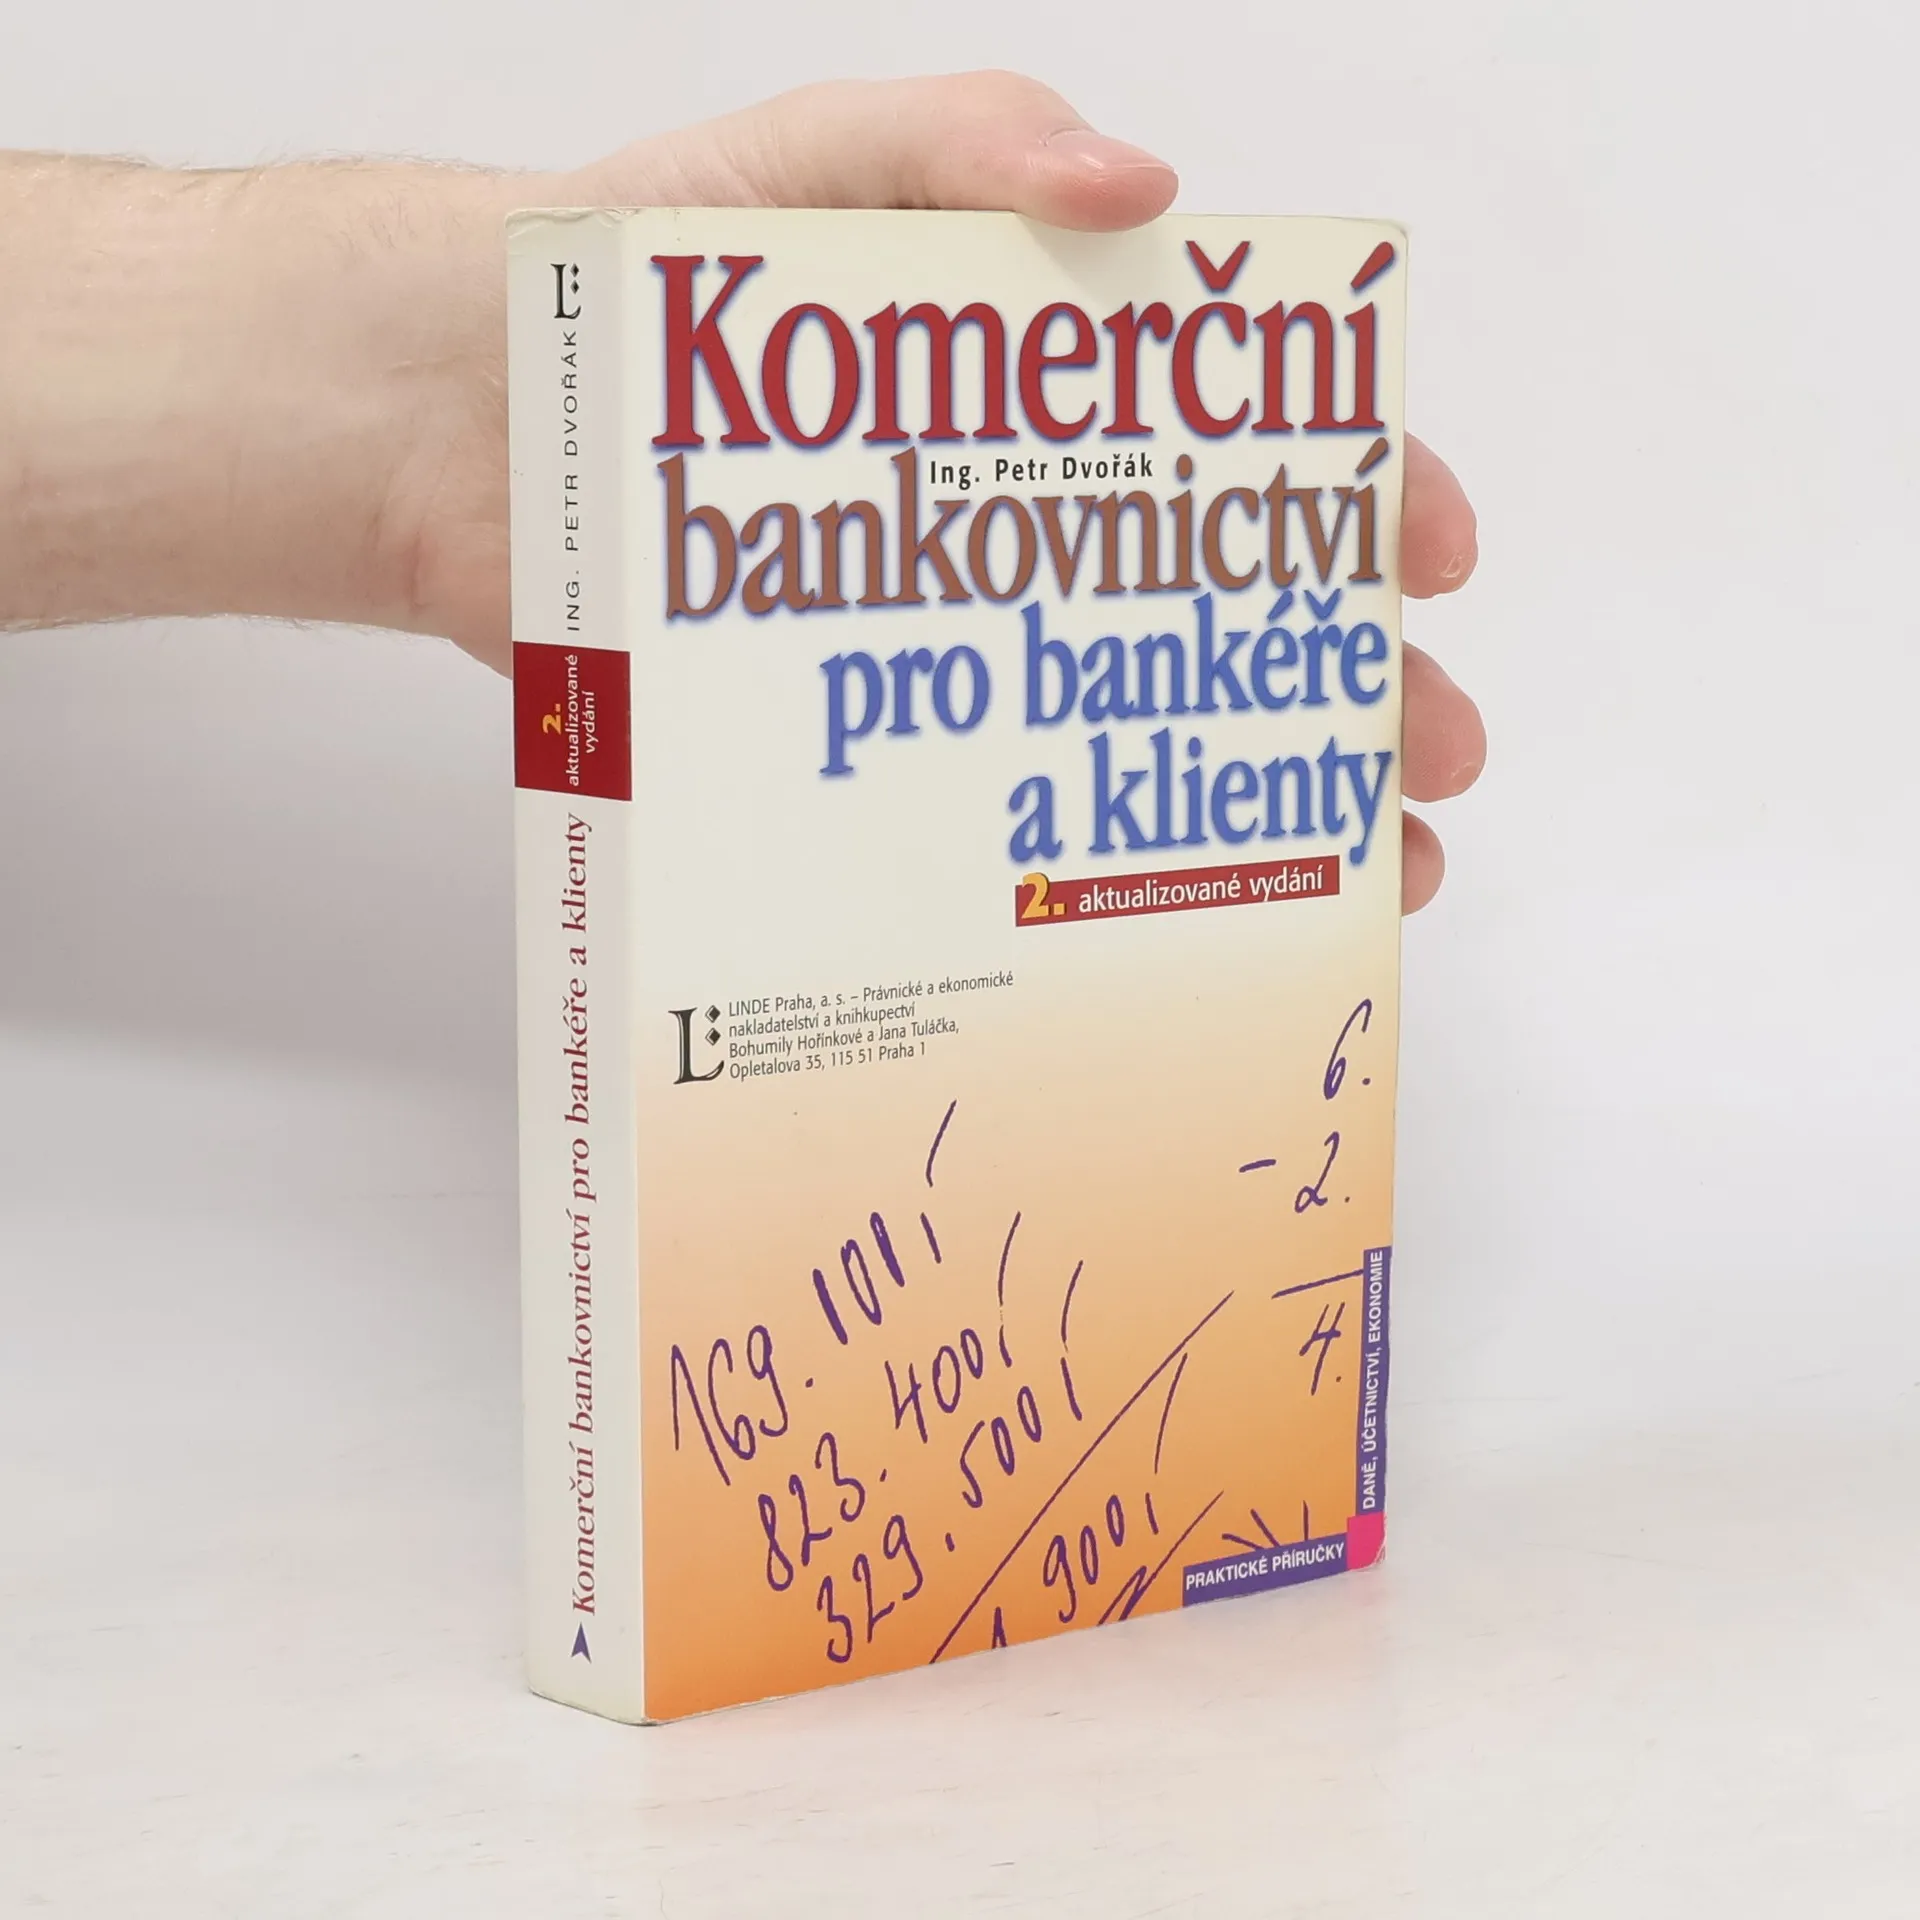 Komerční
Ing. Petr Dvořák
bankovnictví
pro bankéře
a klienty
2. aktualizované vydání
LINDE Praha, a. s. – Právnické a ekonomické
nakladatelství a knihkupectví
Bohumily Hořínkové a Jana Tuláčka,
Opletalova 35, 115 51 Praha 1
6.
- 2.
4.
169. 101,
823. 400,
329. 500,
900,
DANĚ, ÚČETNICTVÍ, EKONOMIE
PRAKTICKÉ PŘÍRUČKY
L
ING. PETR DVOŘÁK
2.
aktualizované
vydání
Komerční bankovnictví pro bankéře a klienty